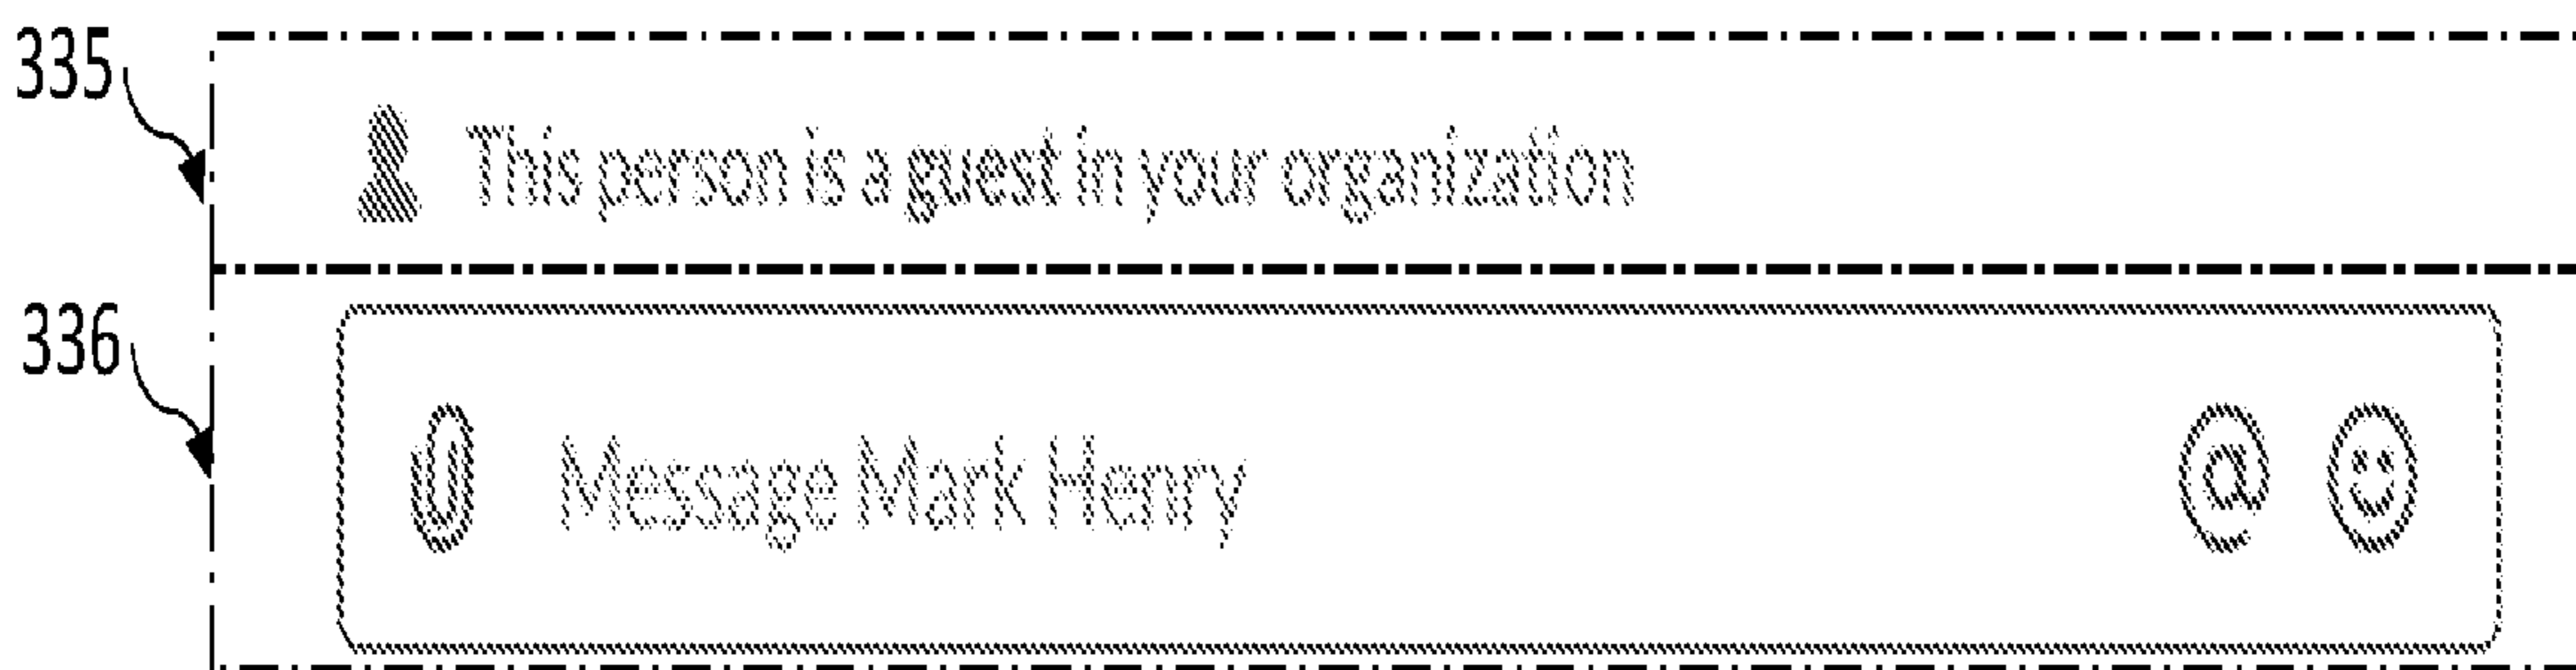 335
This person is a guest in your organization
336
Message Mark Henry @